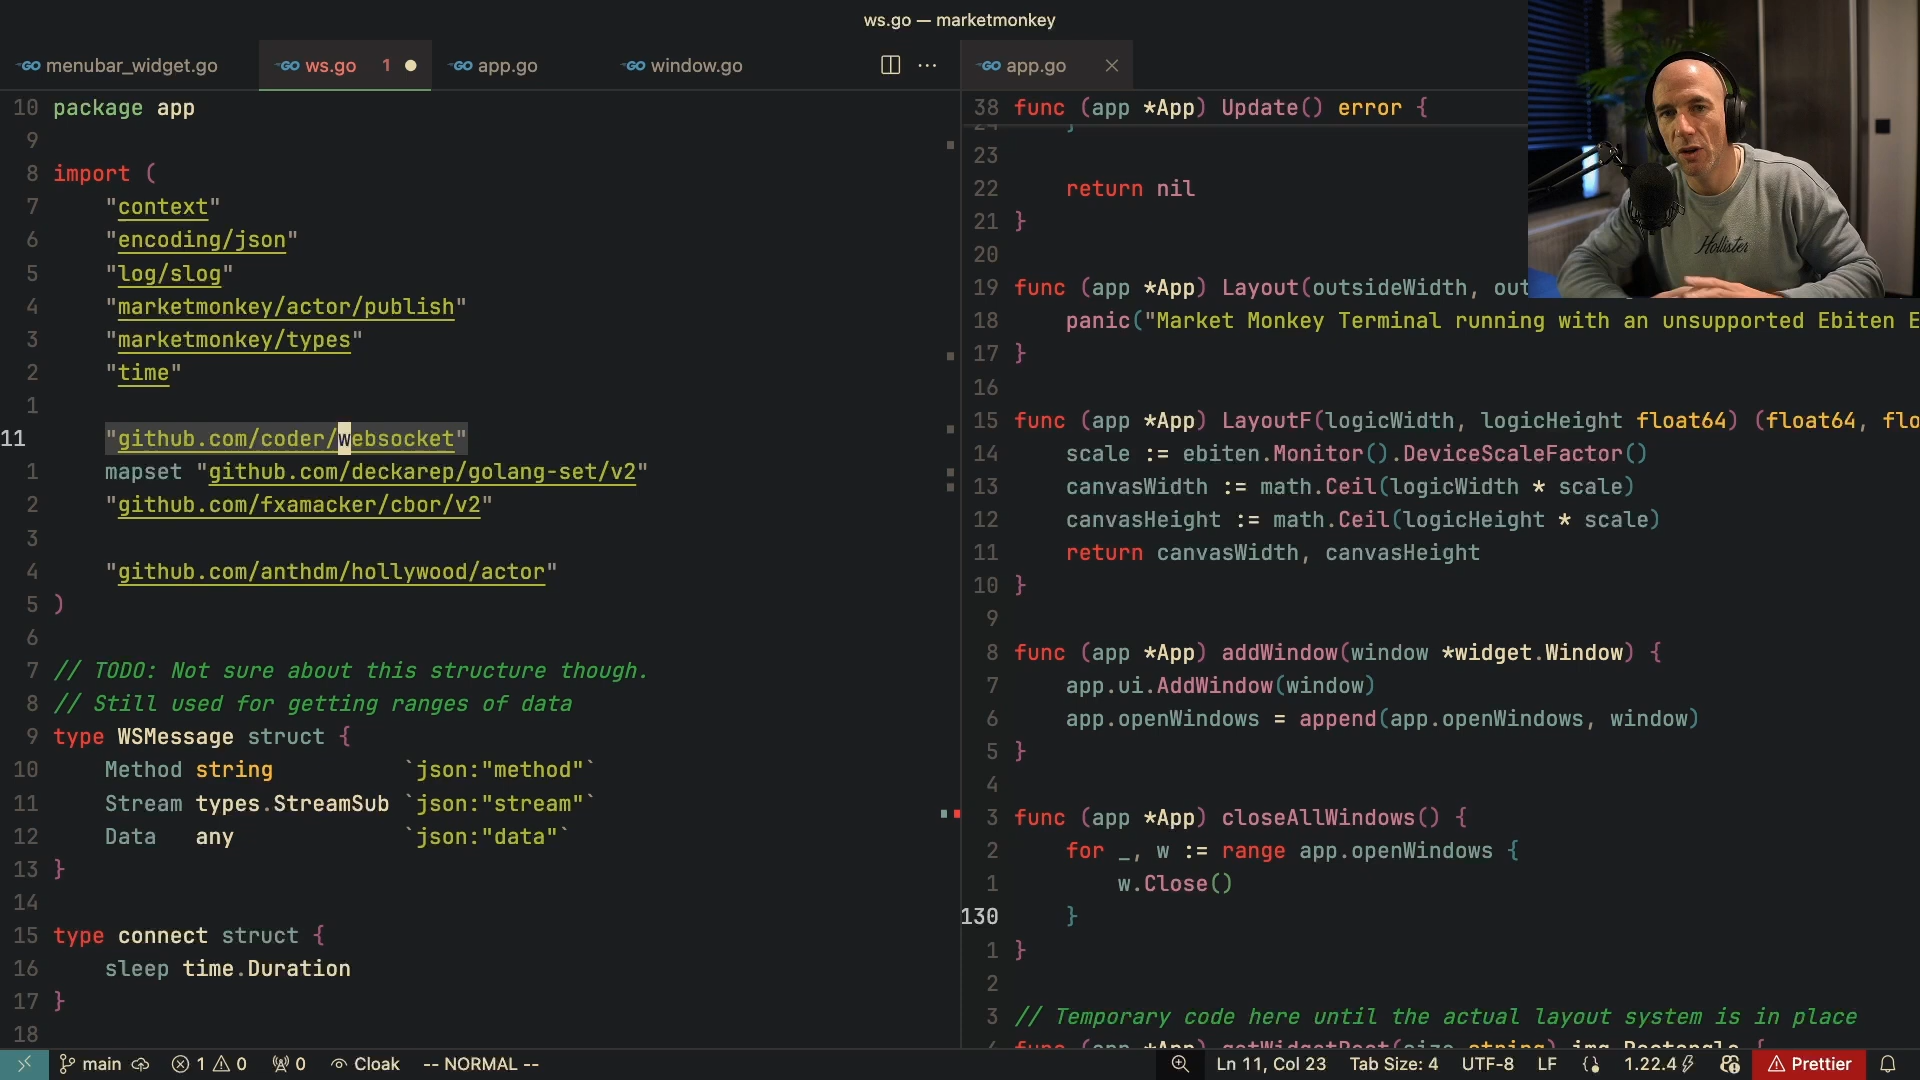 ws.go — marketmonkey
menubar_widget.go
ws.go 1
app.go
window.go
···
app.go
10 package app
9
8 import (
7 "context"
6 "encoding/json"
5 "log/slog"
4 "marketmonkey/actor/publish"
3 "marketmonkey/types"
2 "time"
1
11 "github.com/coder/websocket"
1 mapset "github.com/deckarep/golang-set/v2"
2 "github.com/fxamacker/cbor/v2"
3
4 "github.com/anthdm/hollywood/actor"
5 )
6
7 // TODO: Not sure about this structure though.
8 // Still used for getting ranges of data
9 type WSMessage struct {
10 Method string `json:"method"`
11 Stream types.StreamSub `json:"stream"`
12 Data any `json:"data"`
13 }
14
15 type connect struct {
16 sleep time.Duration
17 }
18
38 func (app *App) Update() error {
24 }
23
22 return nil
21 }
20
19 func (app *App) Layout(outsideWidth, out
18 panic("Market Monkey Terminal running with an unsupported Ebiten E
17 }
16
15 func (app *App) LayoutF(logicWidth, logicHeight float64) (float64, flo
14 scale := ebiten.Monitor().DeviceScaleFactor()
13 canvasWidth := math.Ceil(logicWidth * scale)
12 canvasHeight := math.Ceil(logicHeight * scale)
11 return canvasWidth, canvasHeight
10 }
9
8 func (app *App) addWindow(window *widget.Window) {
7 app.ui.AddWindow(window)
6 app.openWindows = append(app.openWindows, window)
5 }
4
3 func (app *App) closeAllWindows() {
2 for _, w := range app.openWindows {
1 w.Close()
130 }
1 }
2
3 // Temporary code here until the actual layout system is in place
4 func (app *App) getWidgetRect(size string) img.Rectangle {
Hollister
main 1 0 0 Cloak -- NORMAL -- Ln 11, Col 23 Tab Size: 4 UTF-8 LF 1.22.4 Prettier